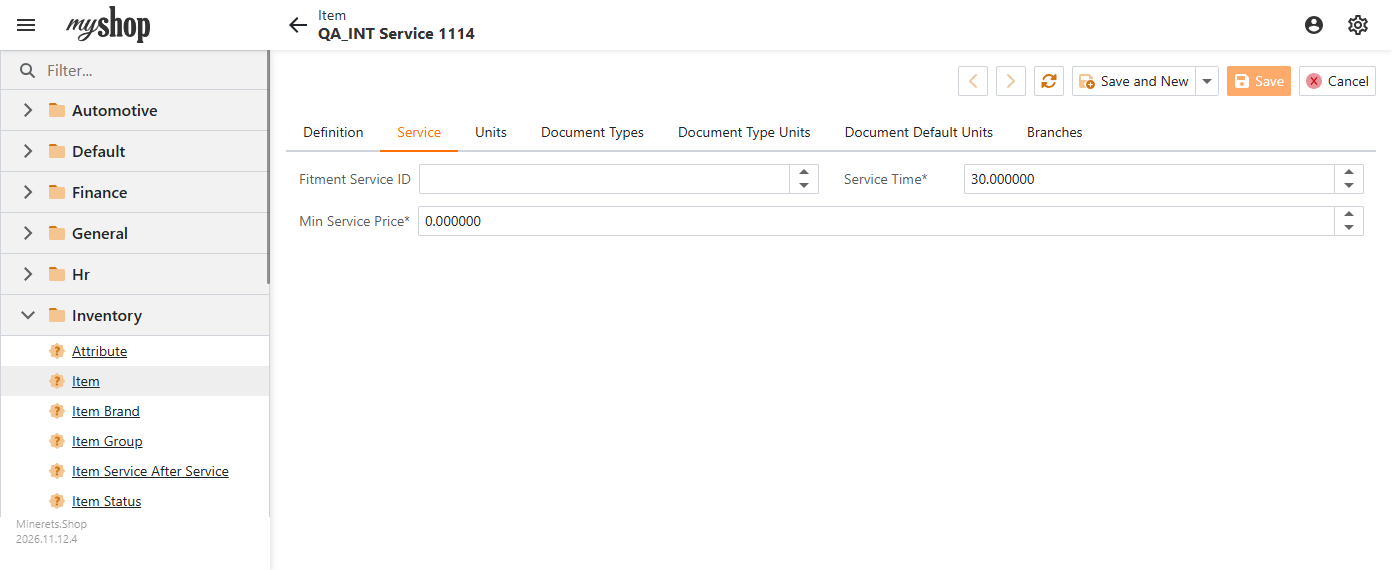 myshop
Item
QA_INT Service 1114
Filter...
Automotive
Default
Finance
General
Hr
Inventory
Attribute
Item
Item Brand
Item Group
Item Service After Service
Item Status
Minerets.Shop
2026.11.12.4
Save and New
Save
Cancel
Definition Service Units Document Types Document Type Units Document Default Units Branches
Fitment Service ID Service Time* 30.000000
Min Service Price* 0.000000